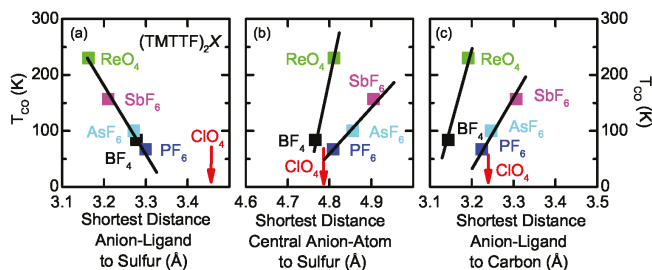 300
200
100
0
T_CO (K)
(a)
(TMTTF)₂X
ReO₄
SbF₆
AsF₆
BF₄
PF₆
ClO₄
3.1 3.2 3.3 3.4 3.5
Shortest Distance
Anion-Ligand
to Sulfur (Å)
(b)
ReO₄
SbF₆
AsF₆
BF₄
PF₆
ClO₄
4.6 4.7 4.8 4.9
Shortest Distance
Central Anion-Atom
to Sulfur (Å)
(c)
ReO₄
SbF₆
AsF₆
BF₄
PF₆
ClO₄
3.1 3.2 3.3 3.4 3.5
Shortest Distance
Anion-Ligand
to Carbon (Å)
300
200
100
0
T_CO (K)